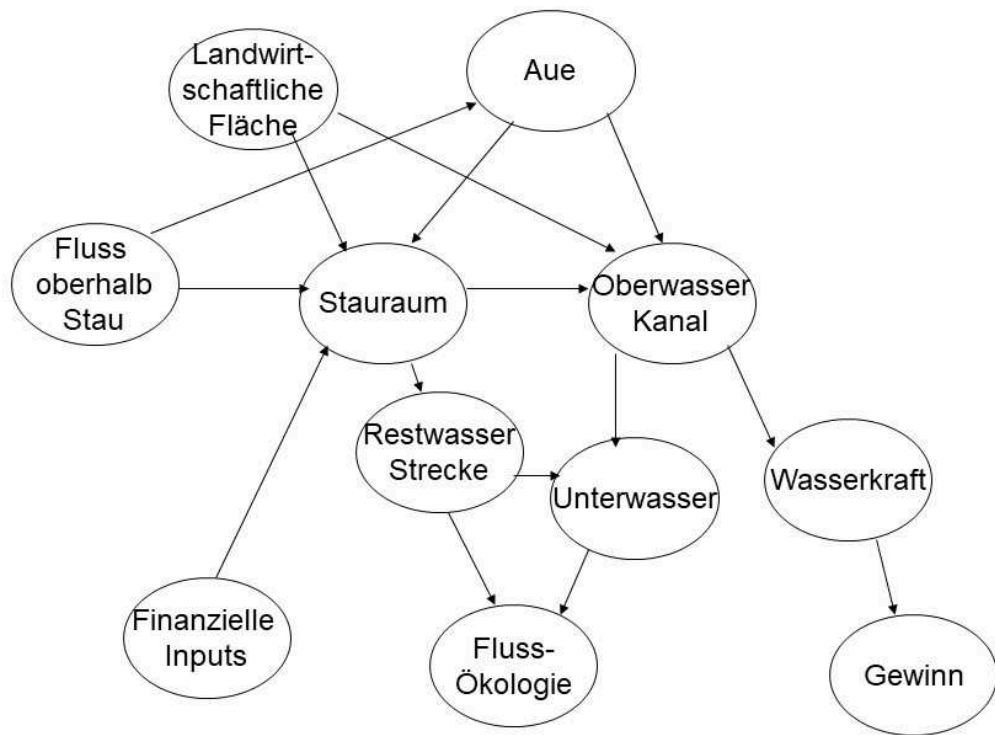 Landwirt-
schaftliche
Fläche
Aue
Fluss
oberhalb
Stau
Stauraum
Oberwasser
Kanal
Restwasser
Strecke
Unterwasser
Wasserkraft
Finanzielle
Inputs
Fluss-
Ökologie
Gewinn